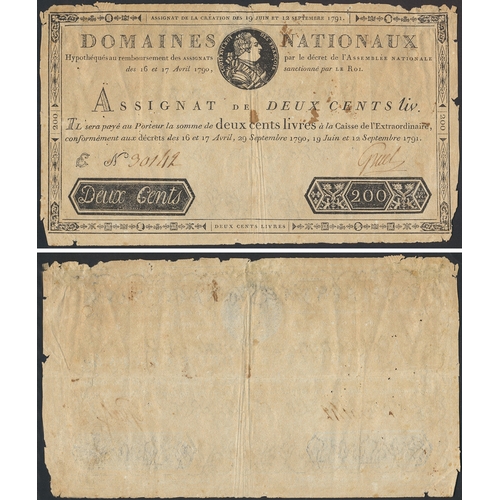 ASSIGNAT DE LA CRÉATION DES 19 JUIN ET 12 SEPTEMBRE 1791.
DOMAINES NATIONAUX
Hypothéqués au remboursement des ASSIGNATS par le décret de l'ASSEMBLÉE NATIONALE
des 16 et 17 Avril 1790, sanctionné par LE ROI.
ASSIGNAT DE DEUX CENTS liv.
IL sera payé au Porteur la somme de deux cents livres à la Caisse de l'Extraordinaire,
conformément aux décrets des 16 et 17 Avril, 29 Septembre 1790, 19 Juin et 12 Septembre 1791.
C N.° 30142
Deux Cents 200
200
200
DEUX CENTS LIVRES